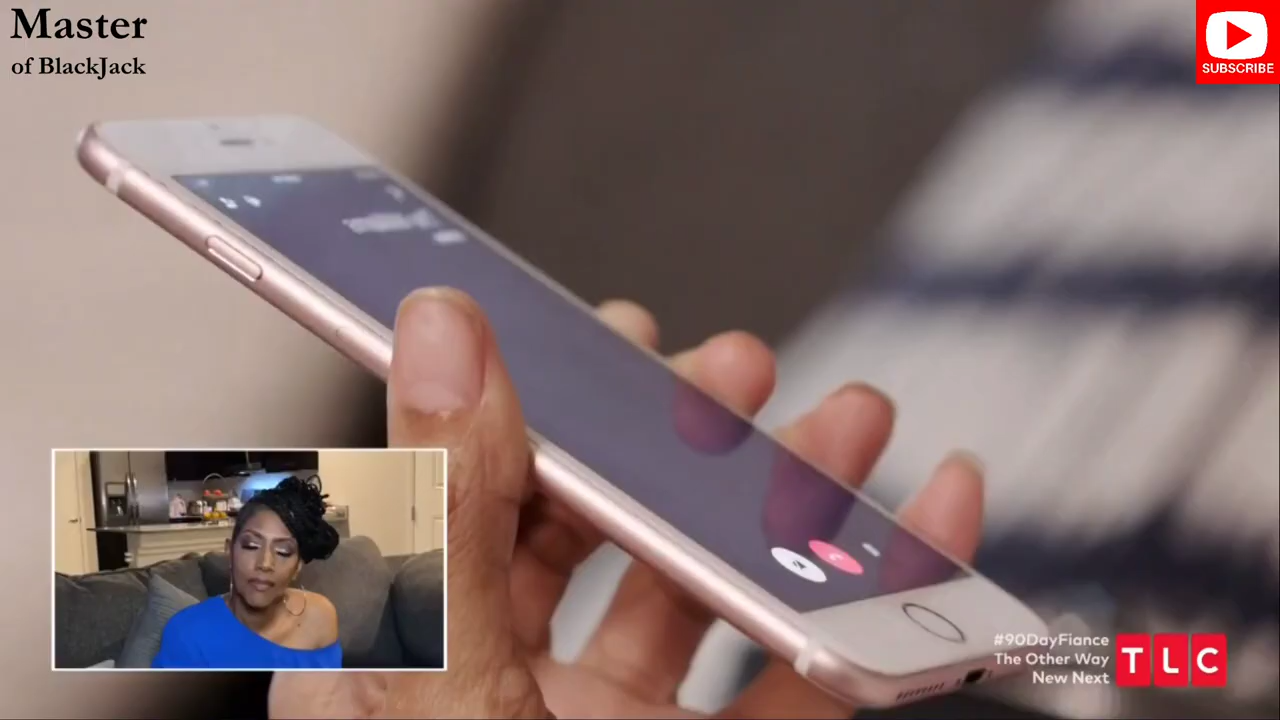 Master
of BlackJack
SUBSCRIBE
#90DayFiance
The Other Way
New Next
TLC